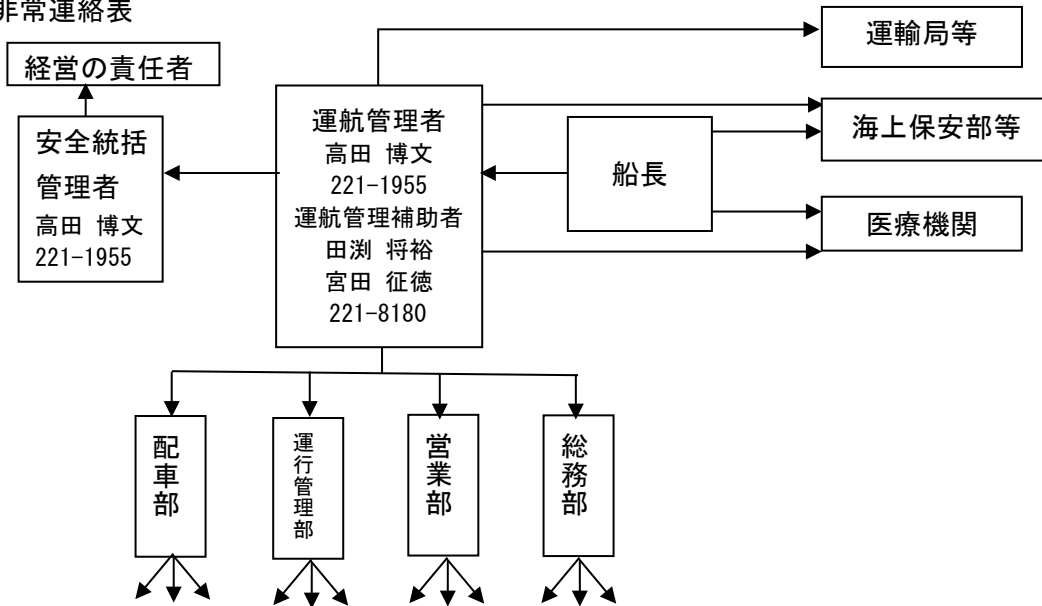 非常連絡表
経営の責任者
安全統括
管理者
高田 博文
221-1955
運航管理者
高田 博文
221-1955
運航管理補助者
田渕 将裕
宮田 征徳
221-8180
船長
運輸局等
海上保安部等
医療機関
配車部
運行管理部
営業部
総務部